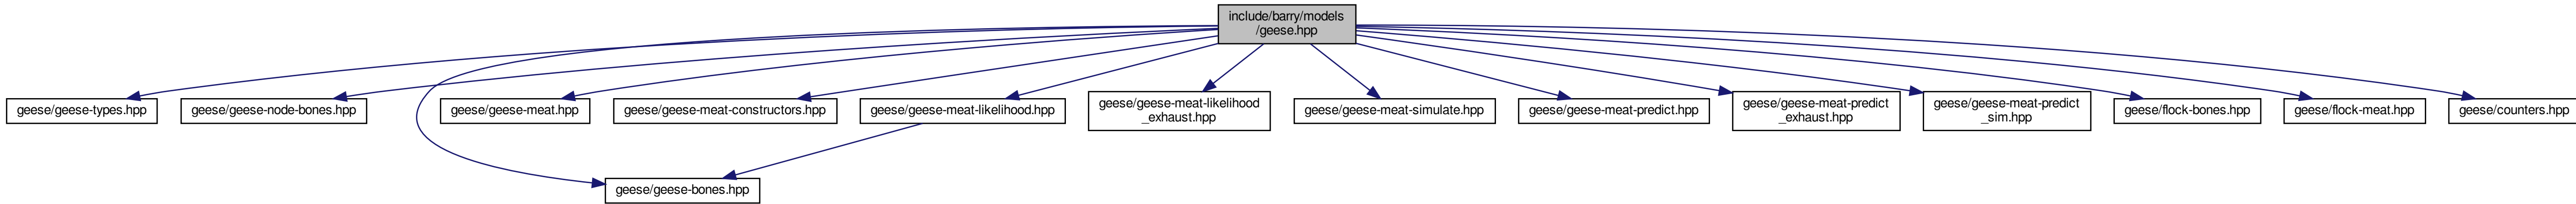 include/barry/models
/geese.hpp
geese/geese-types.hpp
geese/geese-node-bones.hpp
geese/geese-meat.hpp
geese/geese-meat-constructors.hpp
geese/geese-meat-likelihood.hpp
geese/geese-meat-likelihood
_exhaust.hpp
geese/geese-meat-simulate.hpp
geese/geese-meat-predict.hpp
geese/geese-meat-predict
_exhaust.hpp
geese/geese-meat-predict
_sim.hpp
geese/flock-bones.hpp
geese/flock-meat.hpp
geese/counters.hpp
geese/geese-bones.hpp